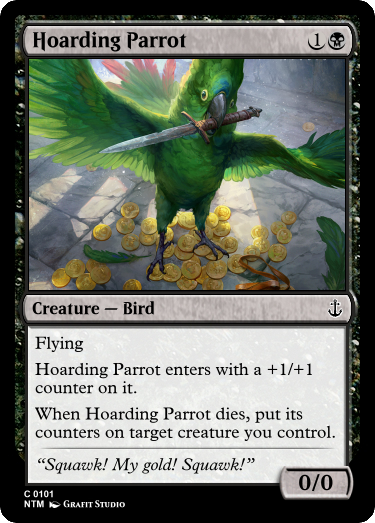 Hoarding Parrot 1
Creature — Bird
Flying
Hoarding Parrot enters with a +1/+1
counter on it.
When Hoarding Parrot dies, put its
counters on target creature you control.
“Squawk! My gold! Squawk!”
0/0
C 0101
NTM Grafit Studio